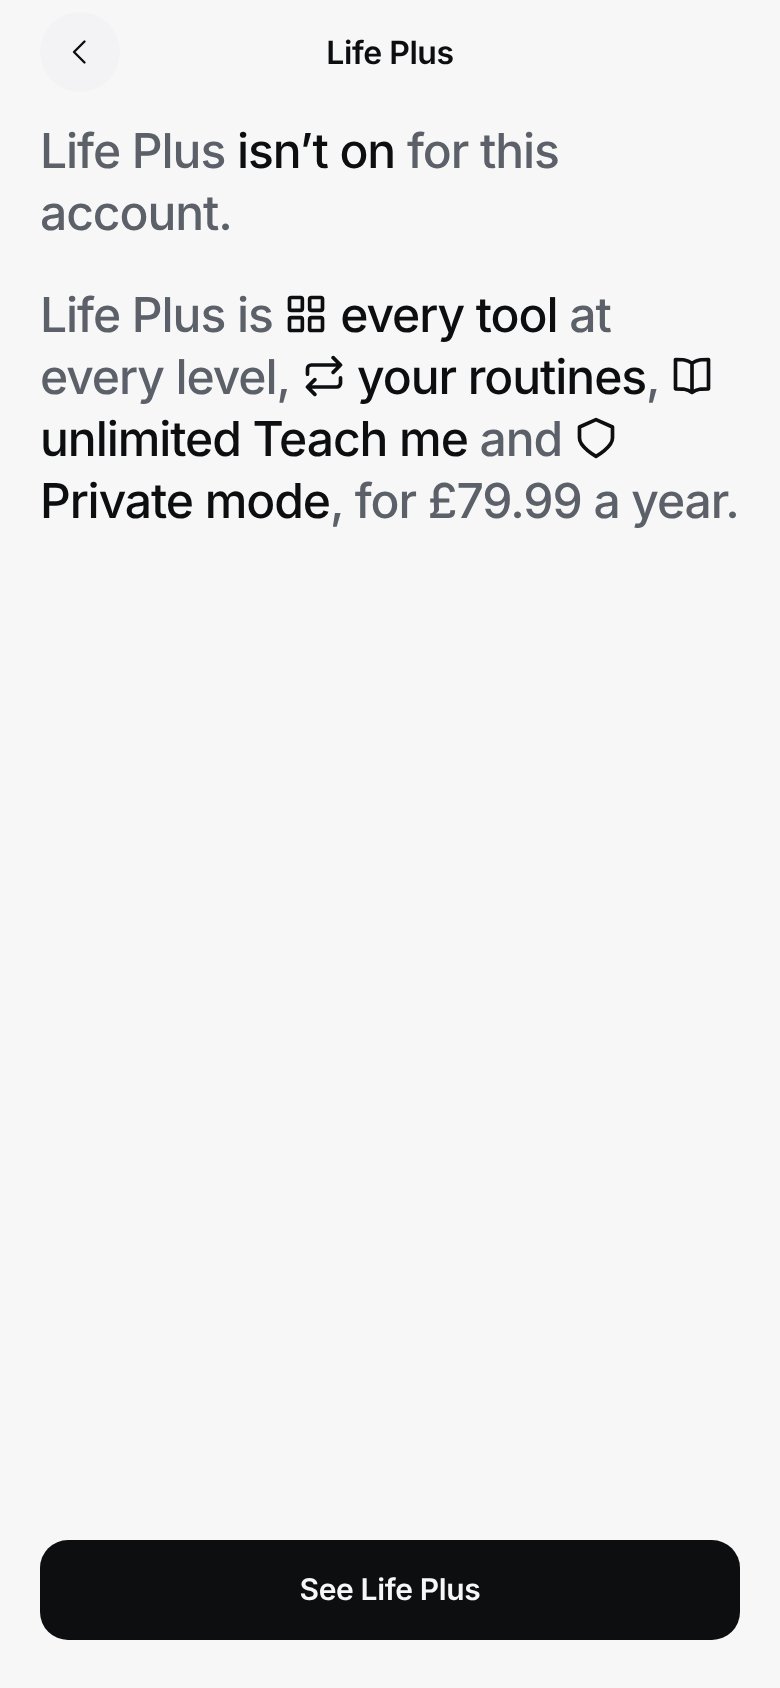 Life Plus
Life Plus isn’t on for this
account.
Life Plus is every tool at
every level, your routines,
unlimited Teach me and
Private mode, for £79.99 a year.
See Life Plus